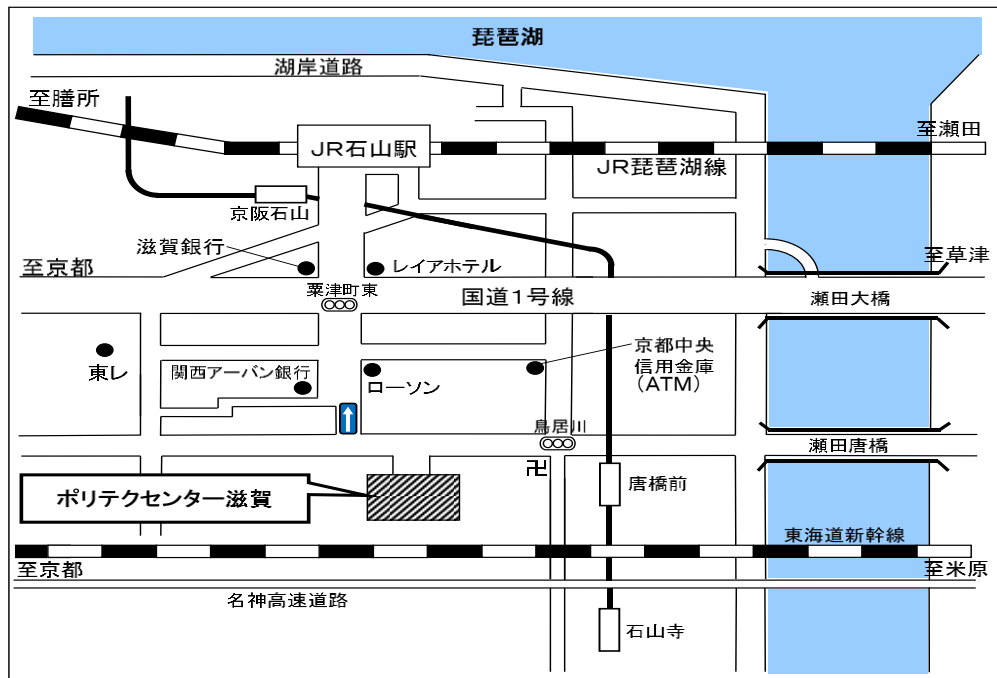 琵琶湖
湖岸道路
至膳所
至瀬田
JR石山駅
JR琵琶湖線
京阪石山
滋賀銀行
レイアホテル
至京都
至草津
粟津町東
国道1号線
瀬田大橋
東レ
関西アーバン銀行
ローソン
京都中央
信用金庫
（ATM）
鳥居川
瀬田唐橋
卍
唐橋前
ポリテクセンター滋賀
東海道新幹線
至京都
至米原
名神高速道路
石山寺